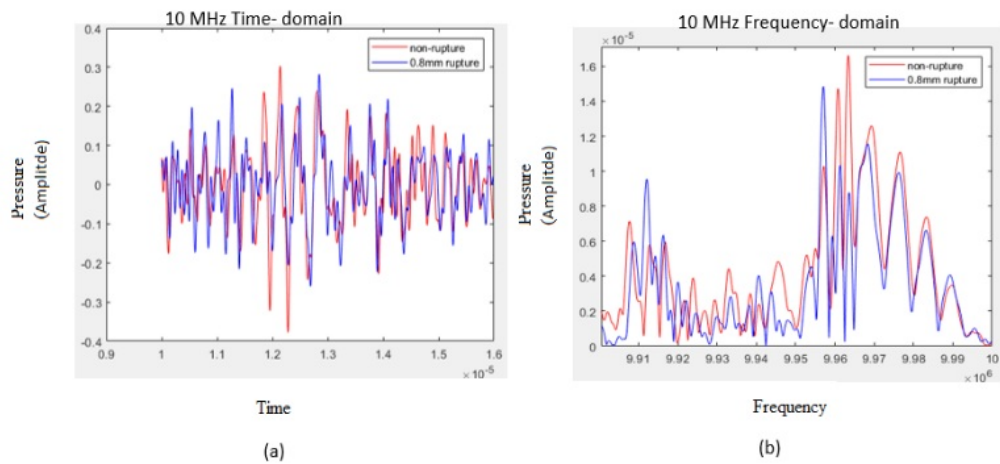 10 MHz Time- domain
non-rupture
0.8mm rupture
Pressure
(Amplitde)
0.4
0.3
0.2
0.1
0
-0.1
-0.2
-0.3
-0.4
0.9
1
1.1
1.2
1.3
1.4
1.5
1.6
× 10⁻⁵
Time
(a)
10 MHz Frequency- domain
× 10⁻⁵
non-rupture
0.8mm rupture
Pressure
(Amplitde)
1.6
1.4
1.2
1
0.8
0.6
0.4
0.2
0
9.91
9.92
9.93
9.94
9.95
9.96
9.97
9.98
9.99
10
× 10⁶
Frequency
(b)